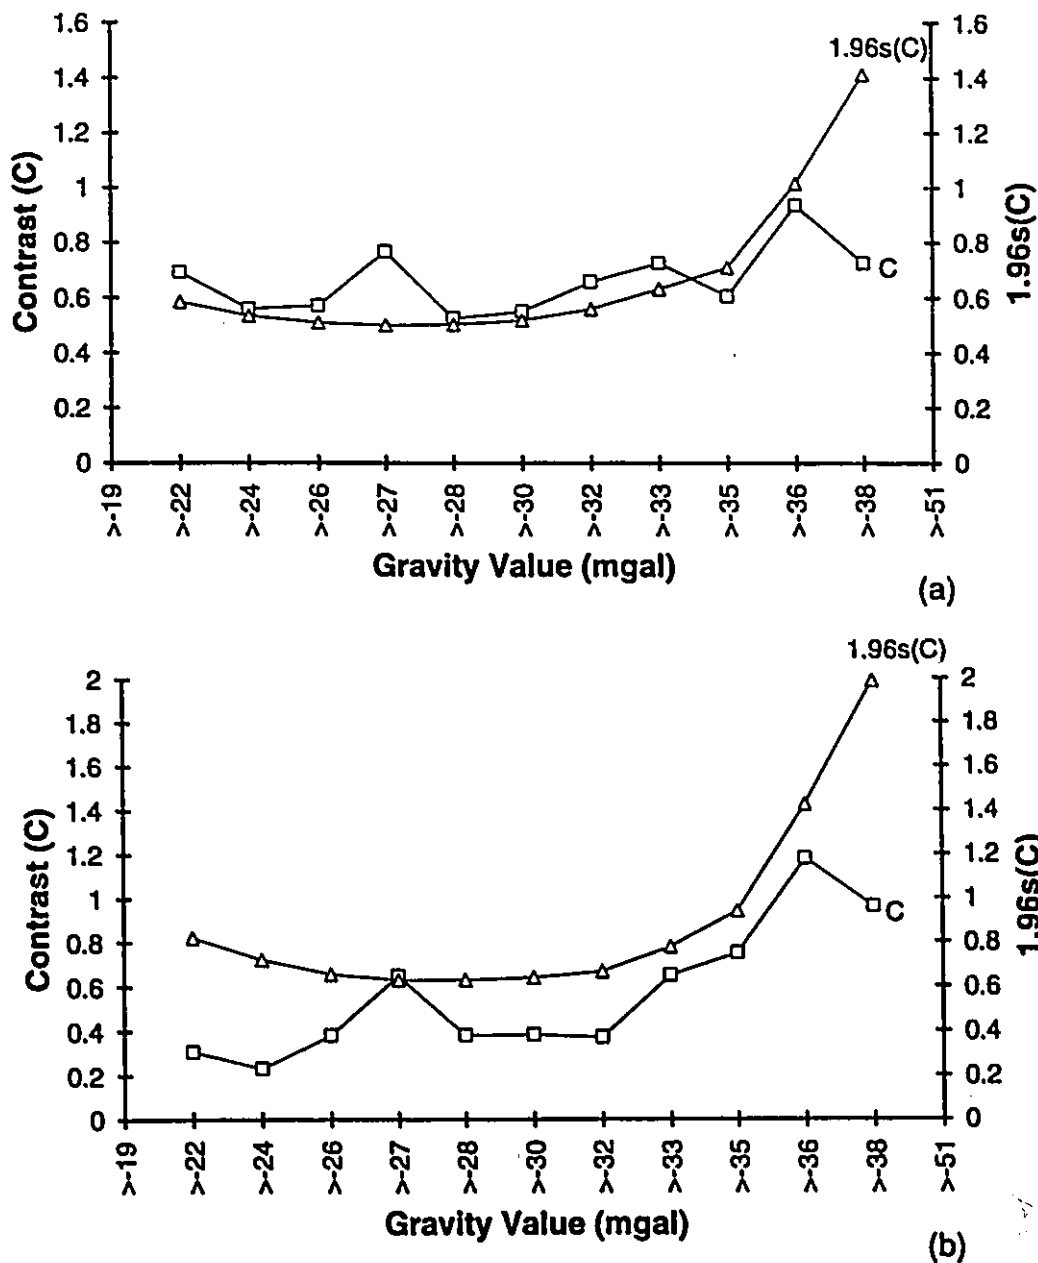 1.6 1.6
1.96s(C)
1.4 1.4
1.2 1.2
1 1
0.8 0.8
C
0.6 0.6
0.4 0.4
0.2 0.2
0 0
Contrast (C)
1.96s(C)
>-19 >-22 >-24 >-26 >-27 >-28 >-30 >-32 >-33 >-35 >-36 >-38 >-51
Gravity Value (mgal)
(a)
1.96s(C)
2 2
1.8 1.8
1.6 1.6
1.4 1.4
1.2 1.2
1 1
C
0.8 0.8
0.6 0.6
0.4 0.4
0.2 0.2
0 0
Contrast (C)
1.96s(C)
>-19 >-22 >-24 >-26 >-27 >-28 >-30 >-32 >-33 >-35 >-36 >-38 >-51
Gravity Value (mgal)
(b)